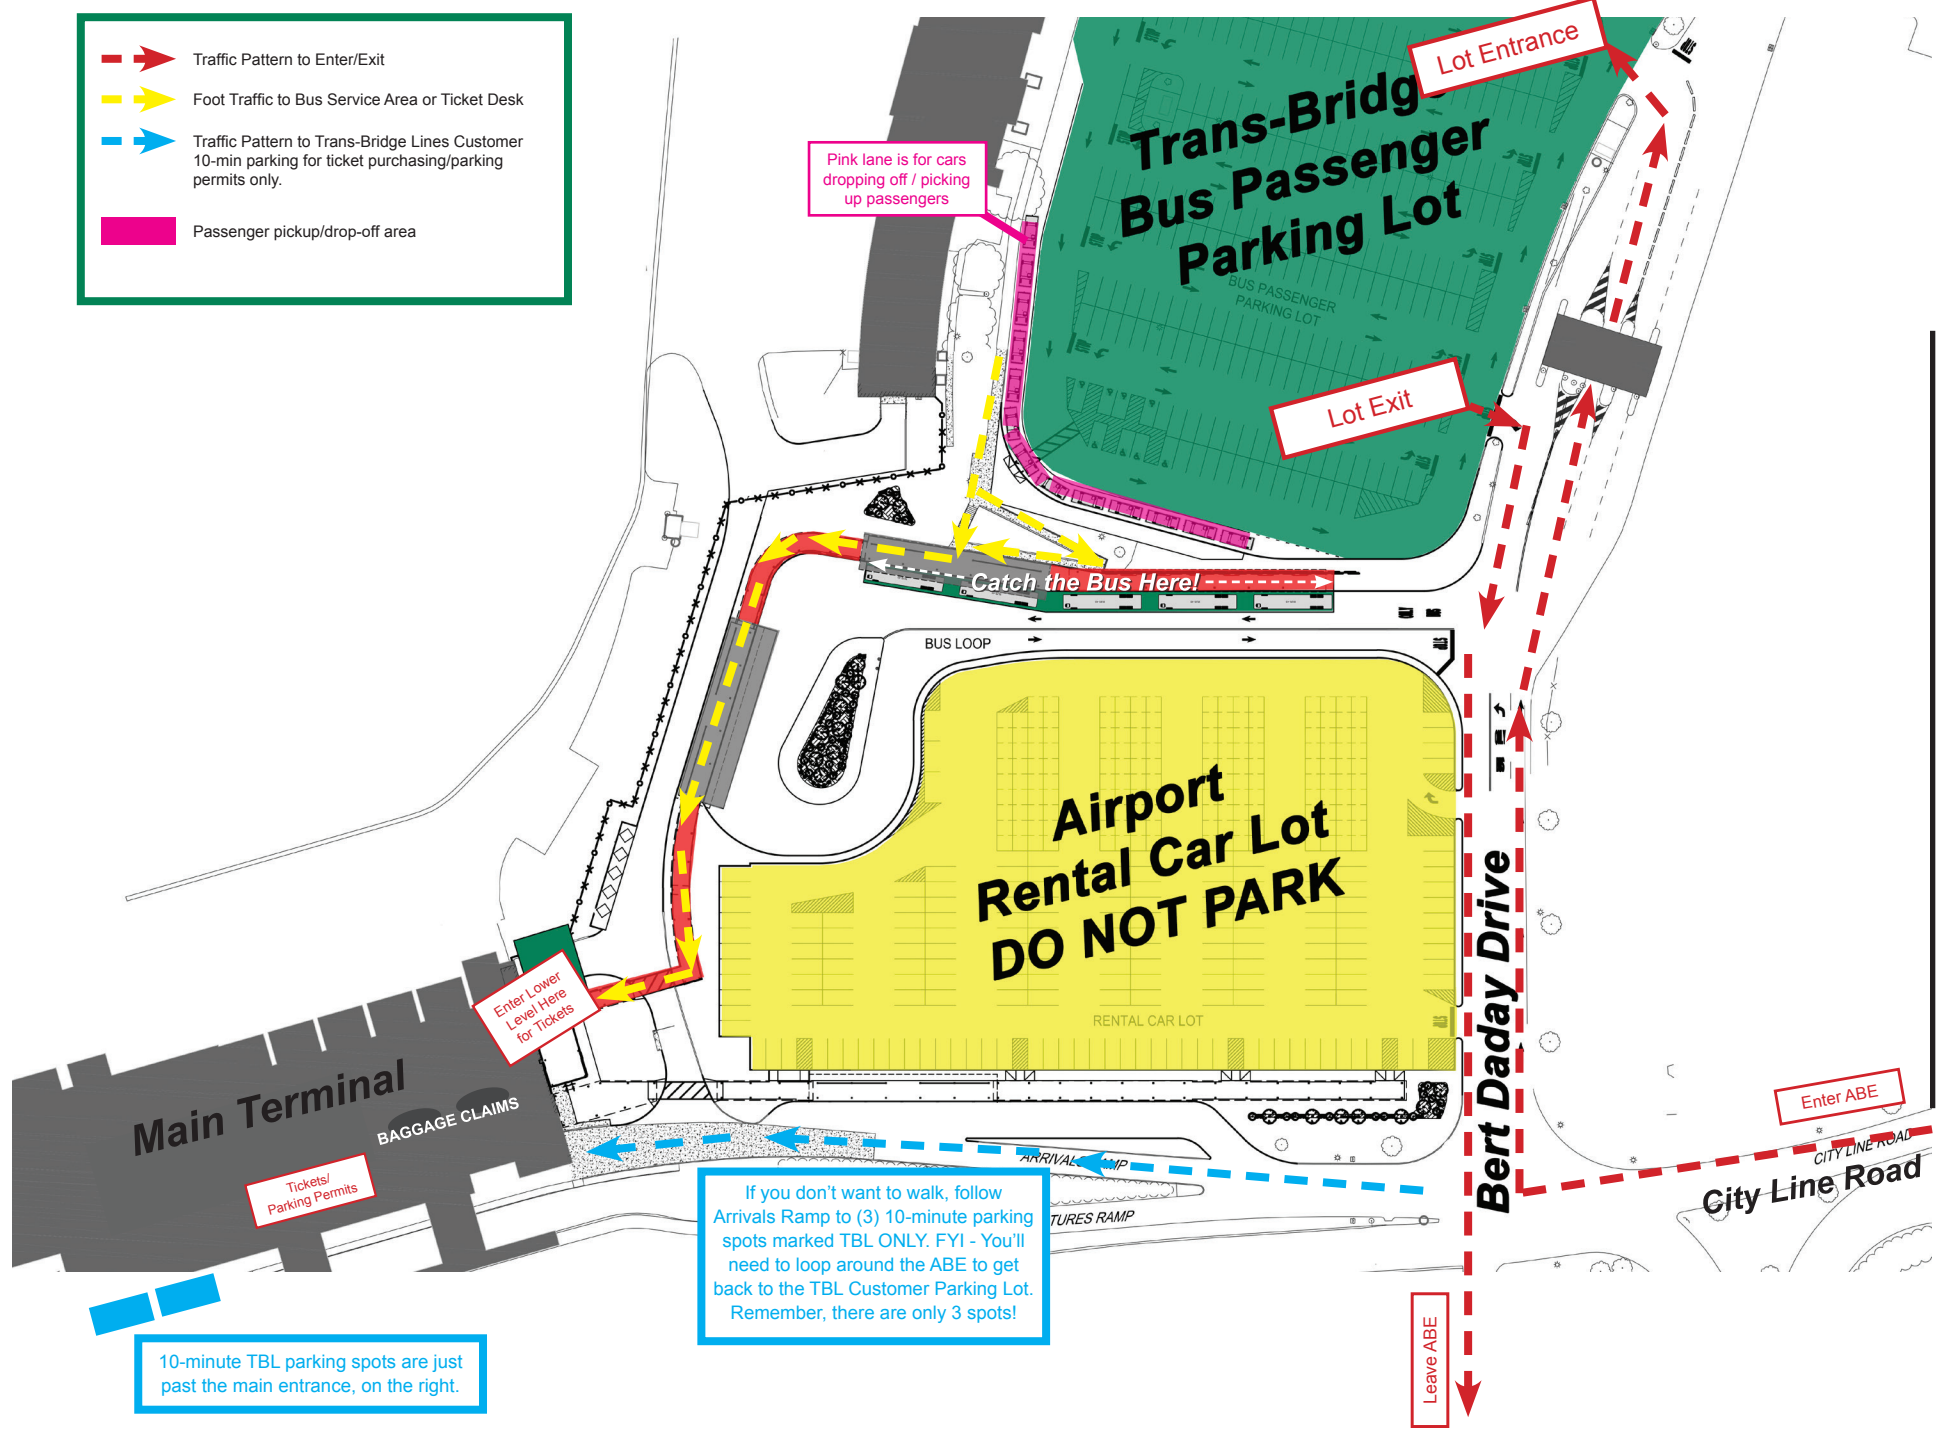 Traffic Pattern to Enter/Exit
Foot Traffic to Bus Service Area or Ticket Desk
Traffic Pattern to Trans-Bridge Lines Customer
10-min parking for ticket purchasing/parking
permits only.
Passenger pickup/drop-off area
Lot Entrance
Trans-Bridge
Bus Passenger
Parking Lot
Pink lane is for cars
dropping off / picking
up passengers
BUS PASSENGER
PARKING LOT
Lot Exit
Catch the Bus Here!
BUS LOOP
Airport
Rental Car Lot
DO NOT PARK
RENTAL CAR LOT
Bert Daday Drive
Enter Lower
Level Here
for Tickets
Main Terminal
BAGGAGE CLAIMS
Tickets/
Parking Permits
Enter ABE
CITY LINE ROAD
City Line Road
ARRIVALS RAMP
TURES RAMP
If you don't want to walk, follow
Arrivals Ramp to (3) 10-minute parking
spots marked TBL ONLY. FYI - You'll
need to loop around the ABE to get
back to the TBL Customer Parking Lot.
Remember, there are only 3 spots!
Leave ABE
10-minute TBL parking spots are just
past the main entrance, on the right.